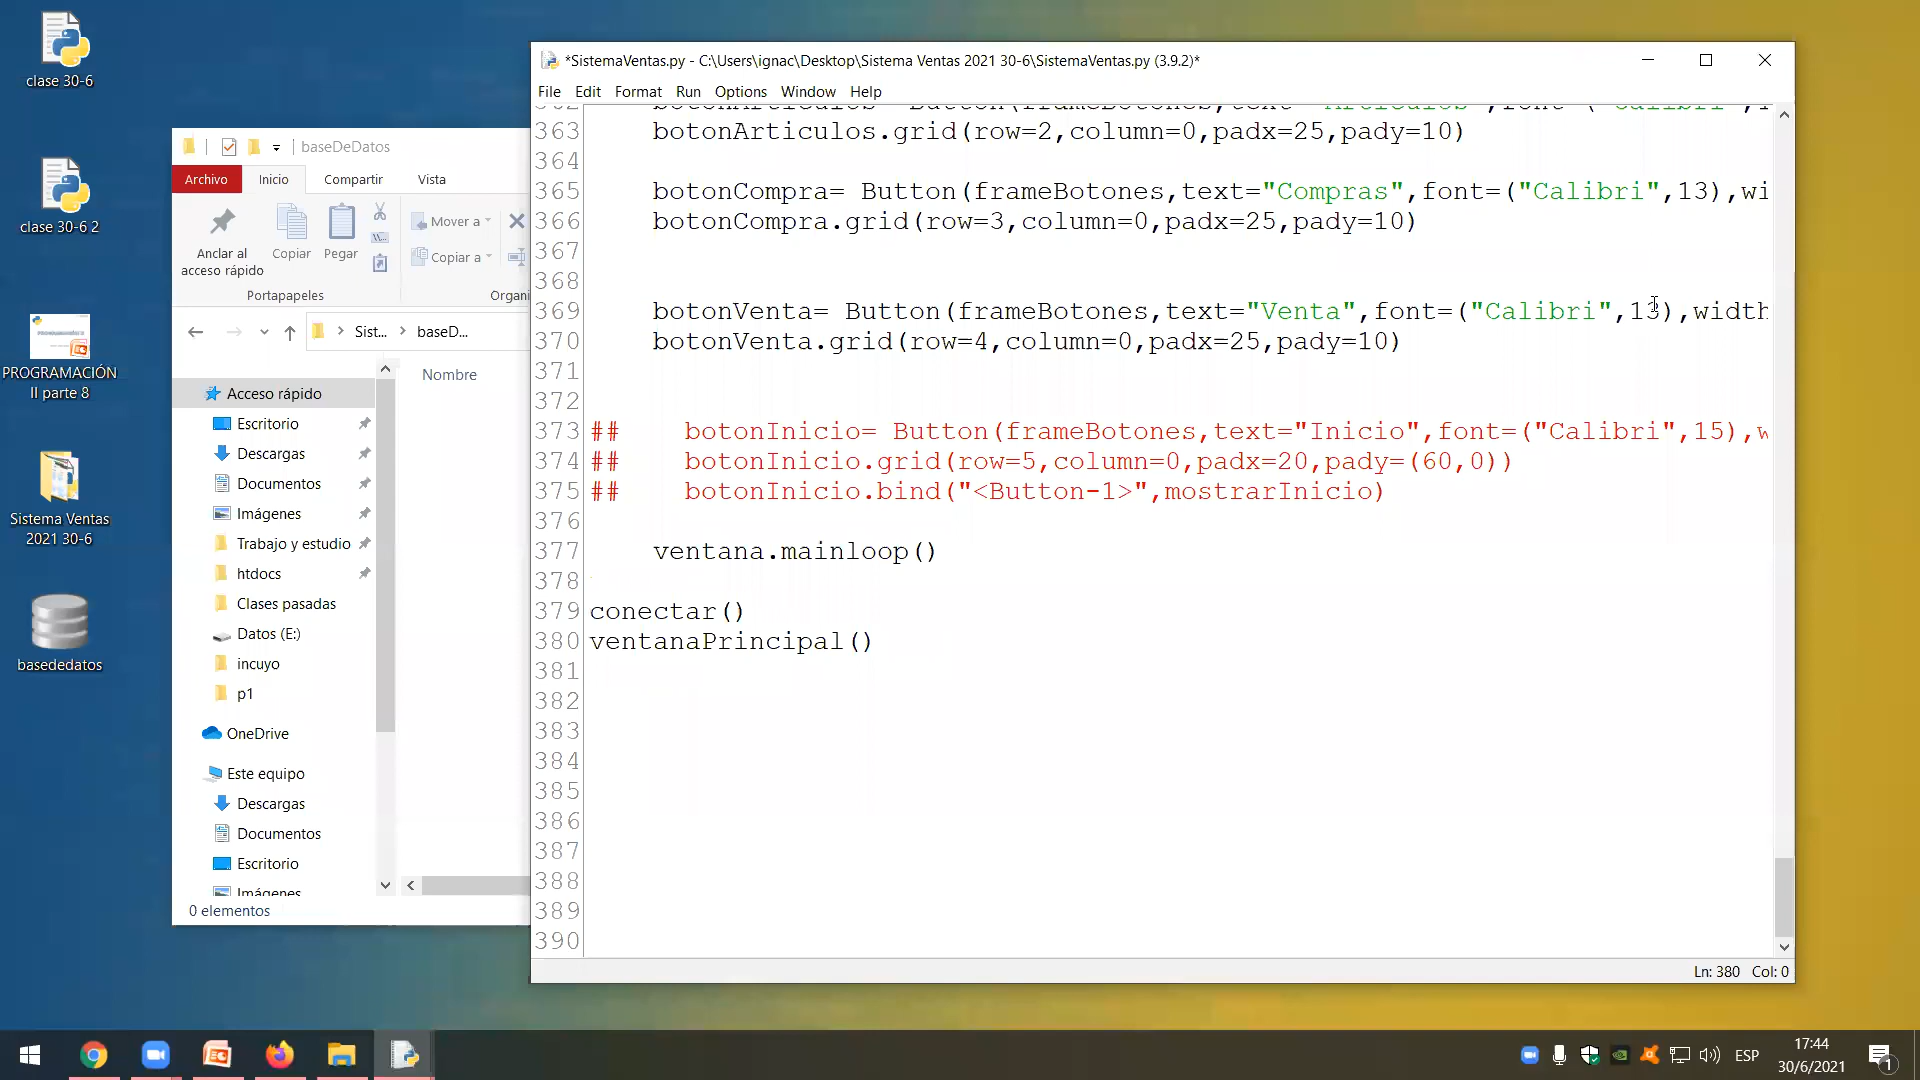 clase 30-6
clase 30-6 2
PROGRAMACIÓN
II parte 8
Sistema Ventas
2021 30-6
basededatos
baseDeDatos
Archivo
Inicio
Compartir
Vista
Anclar al
acceso rápido
Copiar
Pegar
Mover a
Copiar a
Portapapeles
Organi
Sist...
baseD...
Nombre
Acceso rápido
Escritorio
Descargas
Documentos
Imágenes
Trabajo y estudio
htdocs
Clases pasadas
Datos (E:)
incuyo
p1
OneDrive
Este equipo
Descargas
Documentos
Escritorio
Imágenes
0 elementos
*SistemaVentas.py - C:\Users\ignac\Desktop\Sistema Ventas 2021 30-6\SistemaVentas.py (3.9.2)*
File Edit Format Run Options Window Help
363 botonArticulos.grid(row=2,column=0,padx=25,pady=10)
364
365 botonCompra= Button(frameBotones,text="Compras",font=("Calibri",13),wi
366 botonCompra.grid(row=3,column=0,padx=25,pady=10)
367
368
369 botonVenta= Button(frameBotones,text="Venta",font=("Calibri",13),width
370 botonVenta.grid(row=4,column=0,padx=25,pady=10)
371
372
373 ## botonInicio= Button(frameBotones,text="Inicio",font=("Calibri",15),w
374 ## botonInicio.grid(row=5,column=0,padx=20,pady=(60,0))
375 ## botonInicio.bind("<Button-1>",mostrarInicio)
376
377 ventana.mainloop()
378
379 conectar()
380 ventanaPrincipal()
381
382
383
384
385
386
387
388
389
390
Ln: 380 Col: 0
ESP
17:44
30/6/2021
1